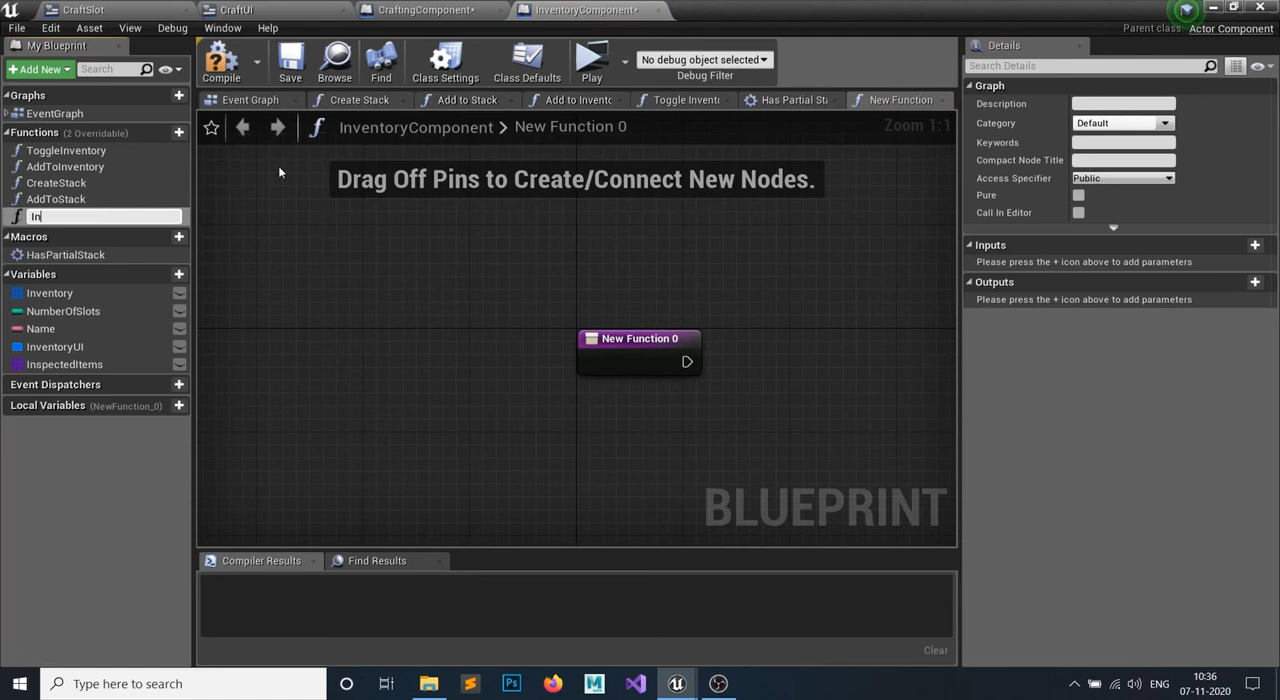 CraftSlot
CraftUI
CraftingComponent*
InventoryComponent*
File Edit Asset View Debug Window Help
Parent class: Actor Component
My Blueprint
Add New
Search
Compile
Save
Browse
Find
Class Settings
Class Defaults
Play
No debug object selected
Debug Filter
Details
Search Details
Graphs
EventGraph
Functions (2 Overridable)
ToggleInventory
AddToInventory
CreateStack
AddToStack
In
Macros
HasPartialStack
Variables
Inventory
NumberOfSlots
Name
InventoryUI
InspectedItems
Event Dispatchers
Local Variables (NewFunction_0)
Event Graph
Create Stack
Add to Stack
Add to Invento
Toggle Invent
Has Partial St
New Function
InventoryComponent > New Function 0
Zoom 1:1
Drag Off Pins to Create/Connect New Nodes.
New Function 0
BLUEPRINT
Compiler Results
Find Results
Clear
Graph
Description
Category Default
Keywords
Compact Node Title
Access Specifier Public
Pure
Call In Editor
Inputs
Please press the + icon above to add parameters
Outputs
Please press the + icon above to add parameters
Type here to search
Ps
ENG
10:36
07-11-2020